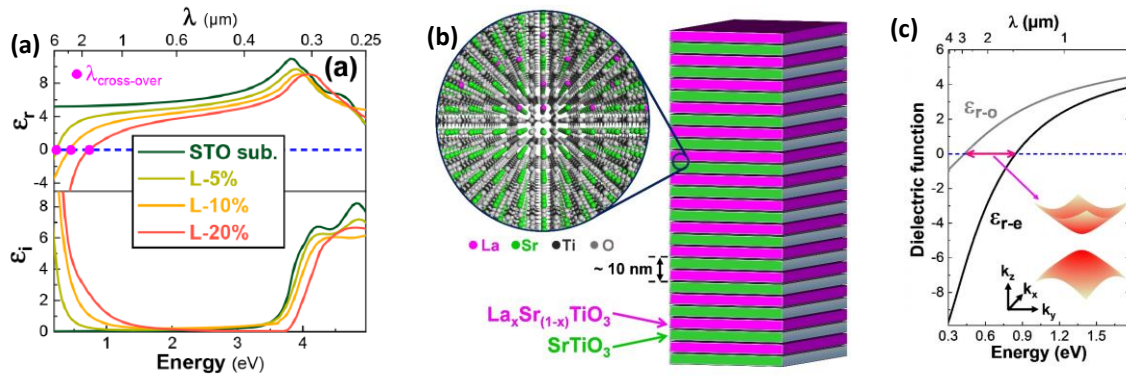 (a)
λ (μm)
6 2 1 0.6 0.4 0.3 0.25
(a)
λcross-over
εr
8
4
0
-4
STO sub.
L-5%
L-10%
L-20%
εi
8
6
4
2
0
1 2 3 4
Energy (eV)
(b)
La Sr Ti O
~ 10 nm
LaxSr(1-x)TiO3
SrTiO3
(c)
λ (μm)
4 3 2 1
Dielectric function
6
4
2
0
-2
-4
-6
-8
εr-o
εr-e
kz
kx
ky
0.3 0.6 0.9 1.2 1.5
Energy (eV)